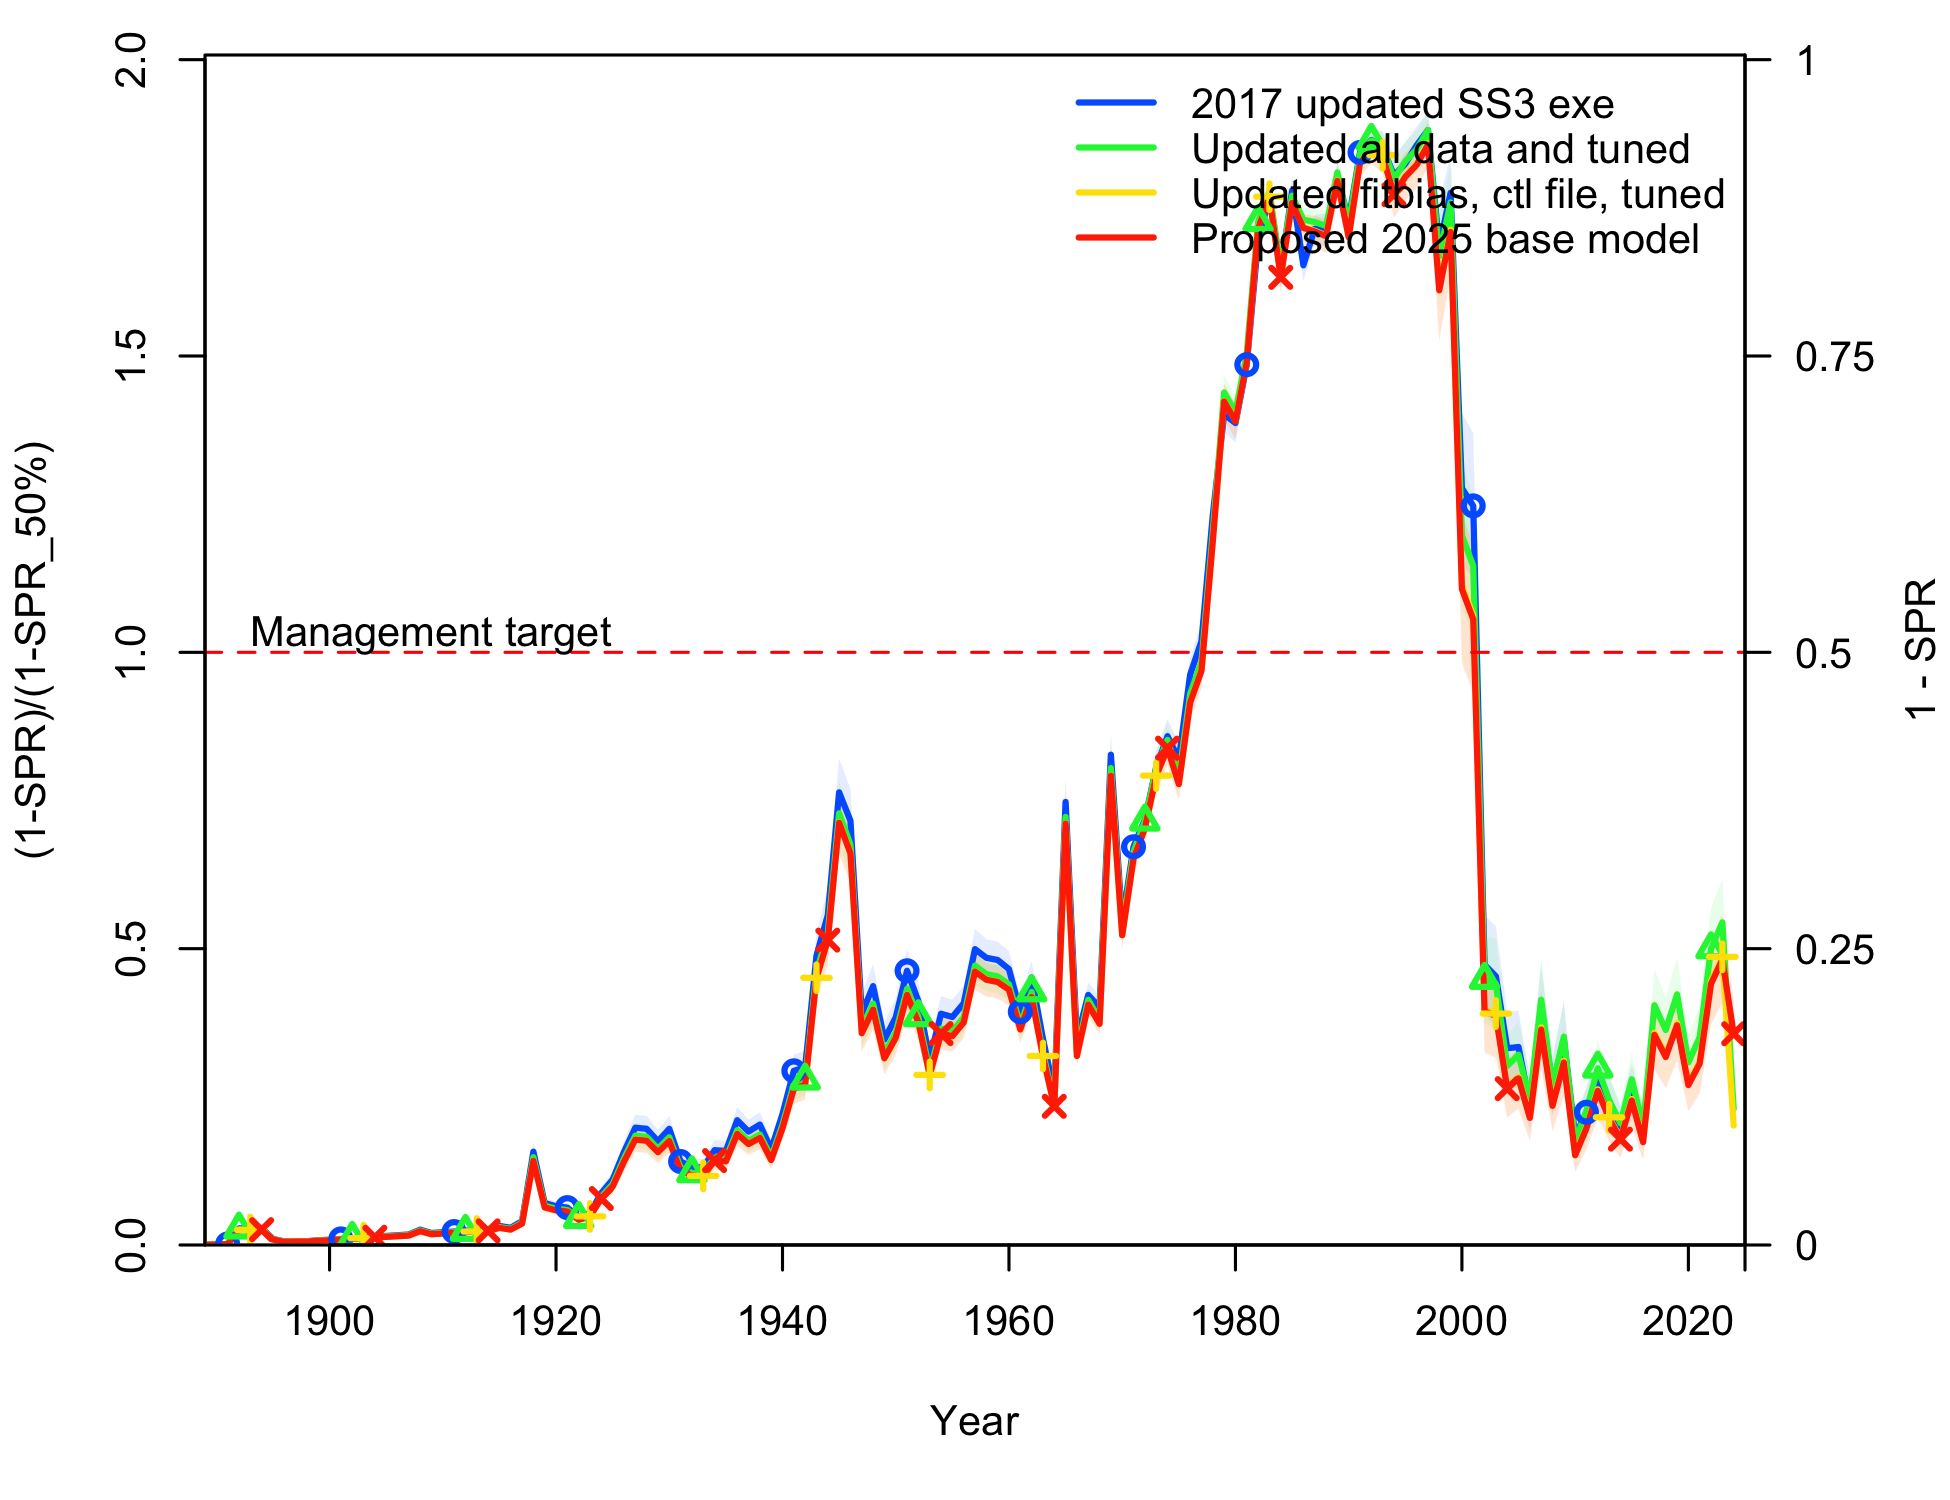 2017 updated SS3 exe
Updated all data and tuned
Updated fitbias, ctl file, tuned
Proposed 2025 base model
Management target
(1-SPR)/(1-SPR_50%)
0.0
0.5
1.0
1.5
2.0
1 - SPR
0
0.25
0.5
0.75
1
1900
1920
1940
1960
1980
2000
2020
Year